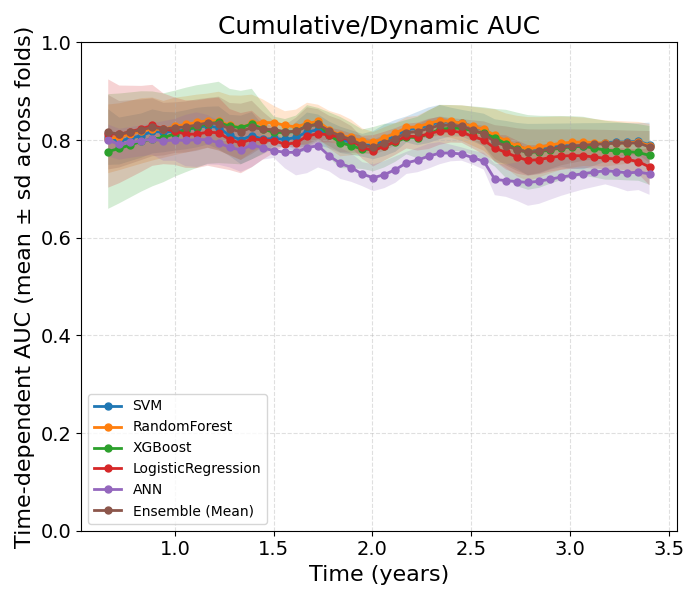 Cumulative/Dynamic AUC
Time-dependent AUC (mean ± sd across folds)
1.0
0.8
0.6
0.4
0.2
0.0
SVM
RandomForest
XGBoost
LogisticRegression
ANN
Ensemble (Mean)
1.0 1.5 2.0 2.5 3.0 3.5
Time (years)